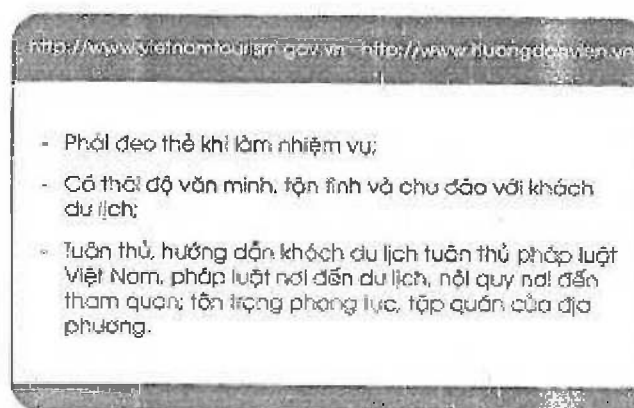 http://www.vietnamtourism.gov.vn - http://www.huongdanvien.vn
- Phải đeo thẻ khi làm nhiệm vụ;
- Có thái độ văn minh, tận tình và chu đáo với khách
du lịch;
- Tuân thủ, hướng dẫn khách du lịch tuân thủ pháp luật
Việt Nam, pháp luật nơi đến du lịch, nội quy nơi đến
tham quan; tôn trọng phong tục, tập quán của địa
phương.